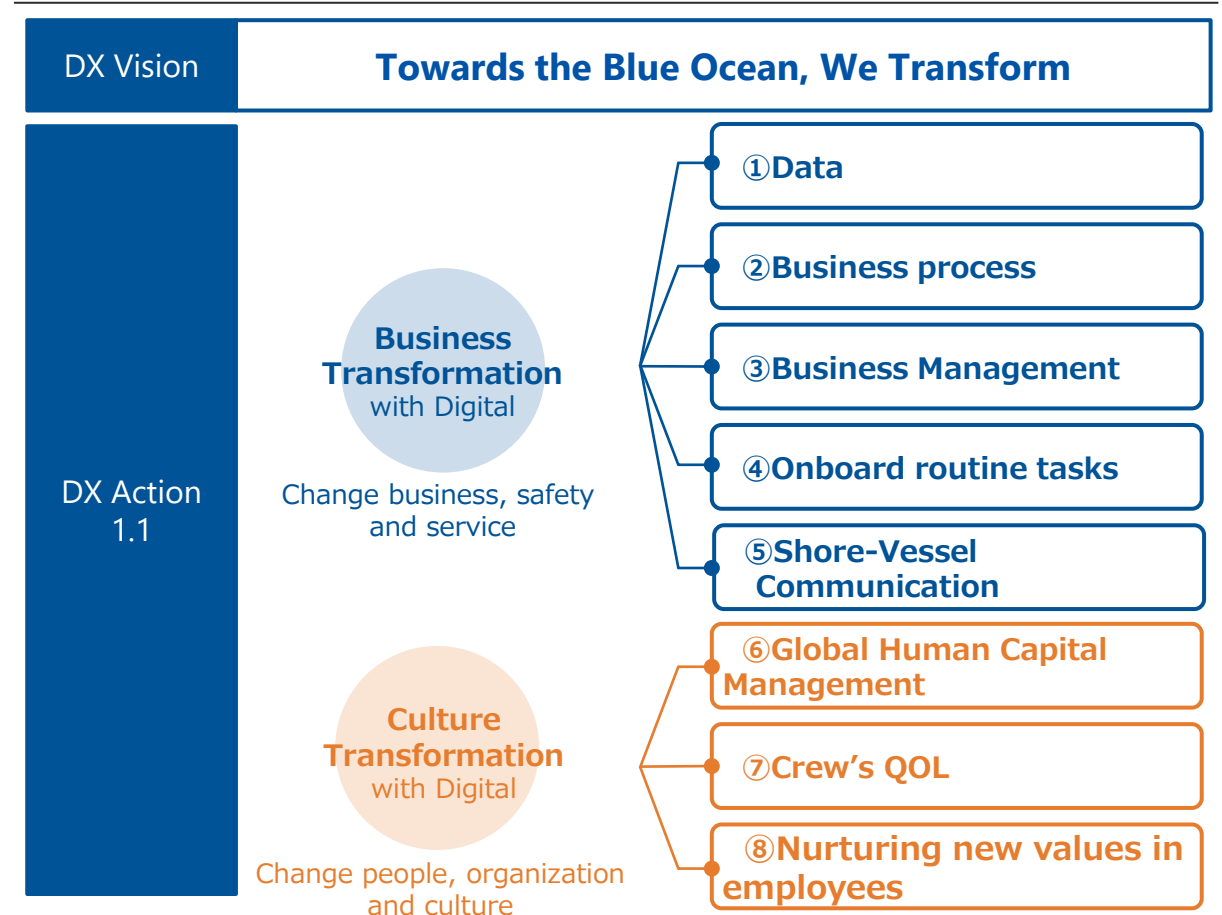 DX Vision
Towards the Blue Ocean, We Transform
DX Action
1.1
Business
Transformation
with Digital
Change business, safety
and service
①Data
②Business process
③Business Management
④Onboard routine tasks
⑤Shore-Vessel
Communication
Culture
Transformation
with Digital
Change people, organization
and culture
⑥Global Human Capital
Management
⑦Crew’s QOL
⑧Nurturing new values in
employees